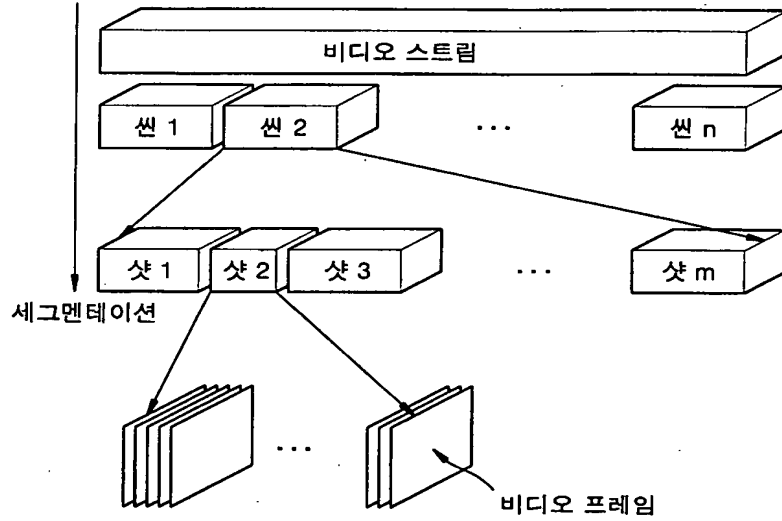 비디오 스트림
씬 1 씬 2 ... 씬 n
샷 1 샷 2 샷 3 ... 샷 m
세그멘테이션
...
비디오 프레임